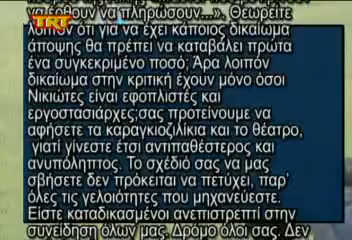 να έρθουν να πληρώσουν...». Θεωρείτε
λοιπόν ότι για να έχει κάποιος δικαίωμα
άποψης θα πρέπει να καταβάλει πρώτα
ένα συγκεκριμένο ποσό; Άρα λοιπόν
δικαίωμα στην κριτική έχουν μόνο όσοι
Νικιώτες είναι εφοπλιστές και
εργοστασιάρχες;σας προτείνουμε να
αφήσετε τα καραγκιοζιλίκια και το θέατρο,
γιατί γίνεστε έτσι αντιπαθέστερος και
ανυπόληπτος. Το σχέδιό σας να μας
σβήσετε δεν πρόκειται να πετύχει, παρ'
όλες τις γελοιότητες που μηχανεύεστε.
Είστε καταδικασμένοι ανεπιστρεπτί στην
συνείδηση όλων μας. Δρόμο όλοι σας. Δεν
TRT